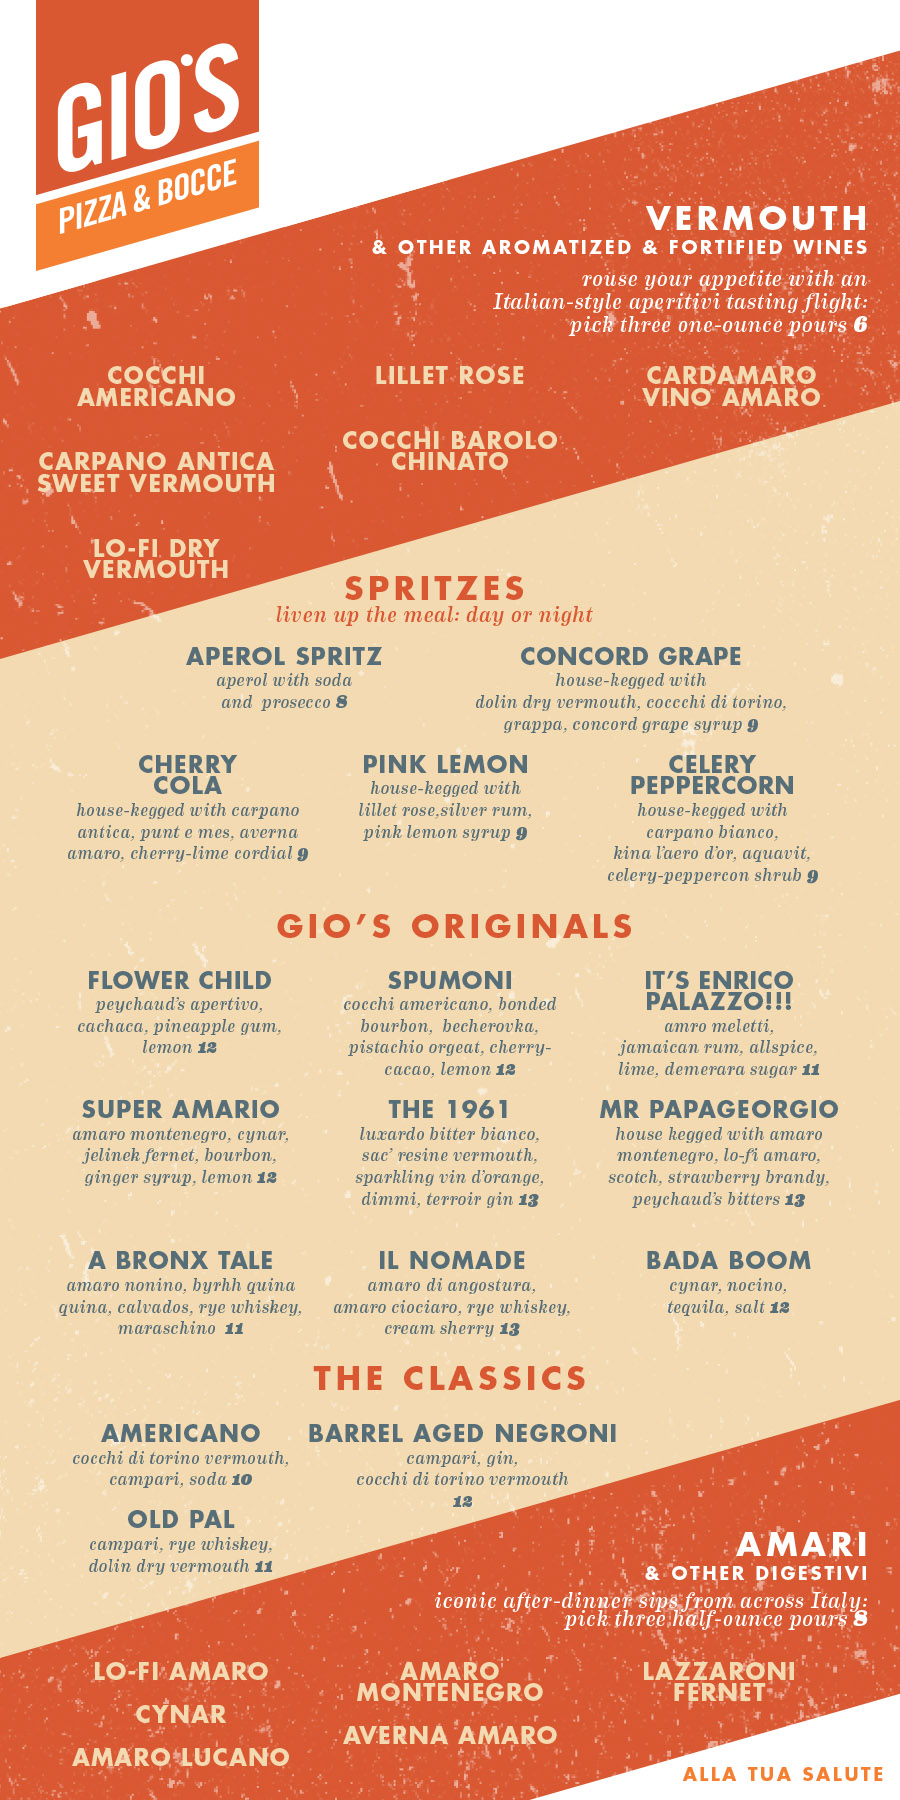 GIO'S
PIZZA & BOCCE
VERMOUTH
& OTHER AROMATIZED & FORTIFIED WINES
rouse your appetite with an
Italian-style aperitivi tasting flight:
pick three one-ounce pours 6
COCCHI
AMERICANO
CARPANO ANTICA
SWEET VERMOUTH
LO-FI DRY
VERMOUTH
LILLET ROSE
COCCHI BAROLO
CHINATO
CARDAMARO
VINO AMARO
SPRITZES
liven up the meal: day or night
APEROL SPRITZ
aperol with soda
and prosecco 8
CONCORD GRAPE
house-kegged with
dolin dry vermouth, coccchi di torino,
grappa, concord grape syrup 9
CHERRY
COLA
house-kegged with carpano
antica, punt e mes, averna
amaro, cherry-lime cordial 9
PINK LEMON
house-kegged with
lillet rose,silver rum,
pink lemon syrup 9
CELERY
PEPPERCORN
house-kegged with
carpano bianco,
kina l'aero d'or, aquavit,
celery-peppercon shrub 9
GIO'S ORIGINALS
FLOWER CHILD
peychaud's apertivo,
cachaca, pineapple gum,
lemon 12
SPUMONI
cocchi americano, bonded
bourbon, becherovka,
pistachio orgeat, cherry-
cacao, lemon 12
IT'S ENRICO
PALAZZO!!!
amro meletti,
jamaican rum, allspice,
lime, demerara sugar 11
SUPER AMARIO
amaro montenegro, cynar,
jelinek fernet, bourbon,
ginger syrup, lemon 12
THE 1961
luxardo bitter bianco,
sac' resine vermouth,
sparkling vin d'orange,
dimmi, terroir gin 13
MR PAPAGEORGIO
house kegged with amaro
montenegro, lo-fi amaro,
scotch, strawberry brandy,
peychaud's bitters 13
A BRONX TALE
amaro nonino, byrhh quina
quina, calvados, rye whiskey,
maraschino 11
IL NOMADE
amaro di angostura,
amaro ciociaro, rye whiskey,
cream sherry 13
BADA BOOM
cynar, nocino,
tequila, salt 12
THE CLASSICS
AMERICANO
cocchi di torino vermouth,
campari, soda 10
BARREL AGED NEGRONI
campari, gin,
cocchi di torino vermouth
12
OLD PAL
campari, rye whiskey,
dolin dry vermouth 11
AMARI
& OTHER DIGESTIVI
iconic after-dinner sips from across Italy:
pick three half-ounce pours 8
LO-FI AMARO
CYNAR
AMARO LUCANO
AMARO
MONTENEGRO
AVERNA AMARO
LAZZARONI
FERNET
ALLA TUA SALUTE